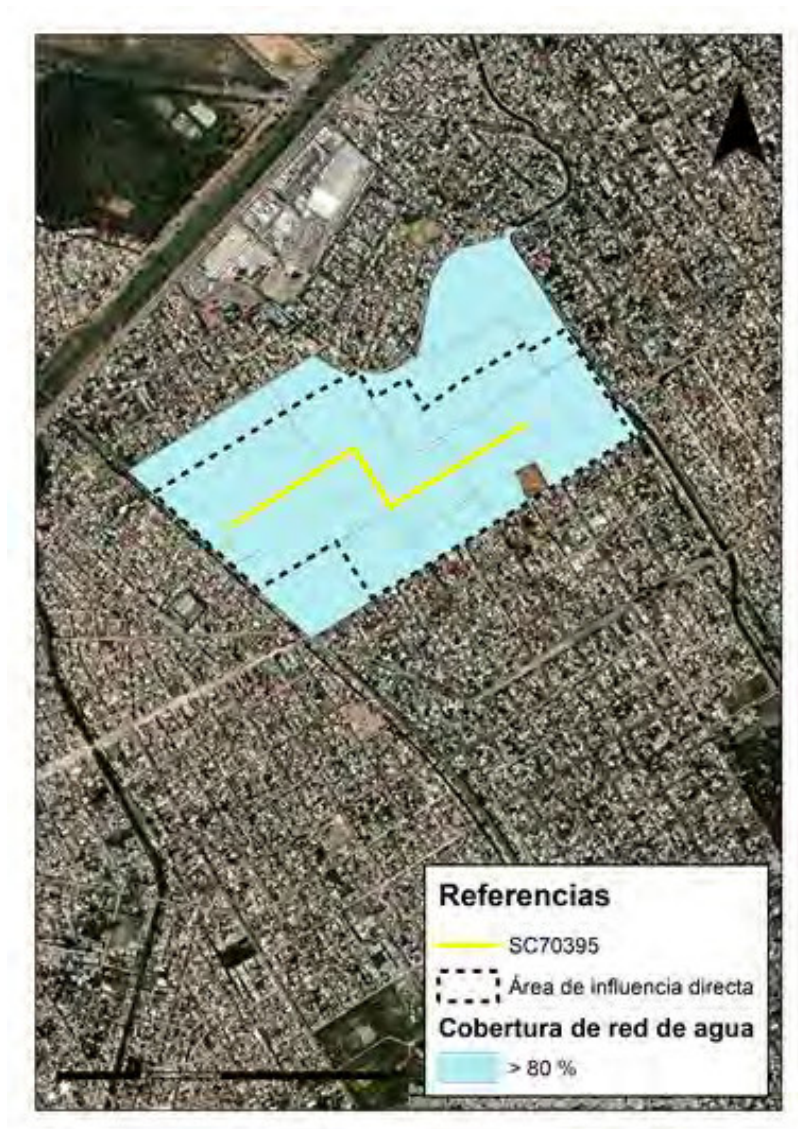 Referencias
SC70395
Área de influencia directa
Cobertura de red de agua
> 80 %